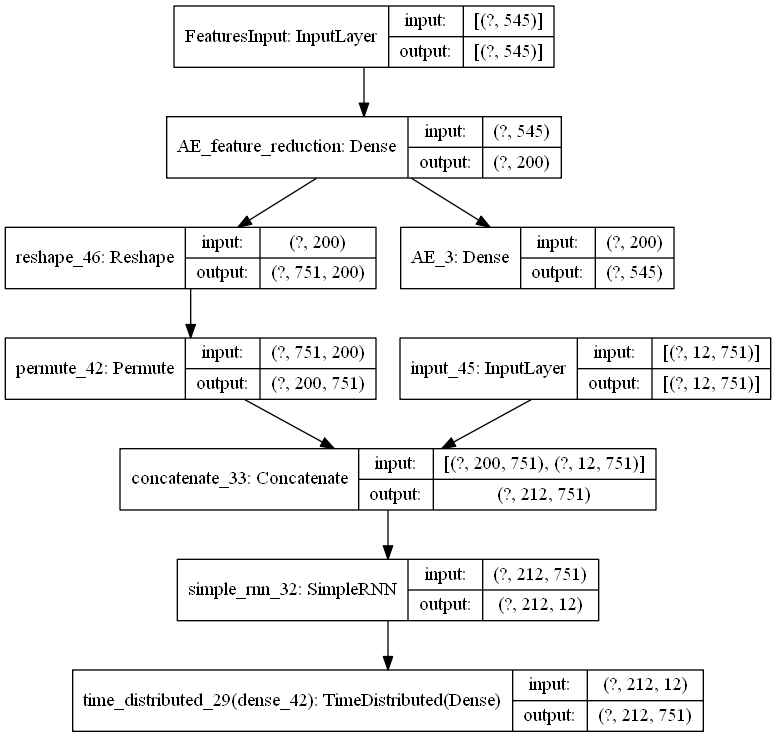 FeaturesInput: InputLayer
input: [(?, 545)]
output: [(?, 545)]
AE_feature_reduction: Dense
input: (?, 545)
output: (?, 200)
reshape_46: Reshape
input: (?, 200)
output: (?, 751, 200)
AE_3: Dense
input: (?, 200)
output: (?, 545)
permute_42: Permute
input: (?, 751, 200)
output: (?, 200, 751)
input_45: InputLayer
input: [(?, 12, 751)]
output: [(?, 12, 751)]
concatenate_33: Concatenate
input: [(?, 200, 751), (?, 12, 751)]
output: (?, 212, 751)
simple_rnn_32: SimpleRNN
input: (?, 212, 751)
output: (?, 212, 12)
time_distributed_29(dense_42): TimeDistributed(Dense)
input: (?, 212, 12)
output: (?, 212, 751)